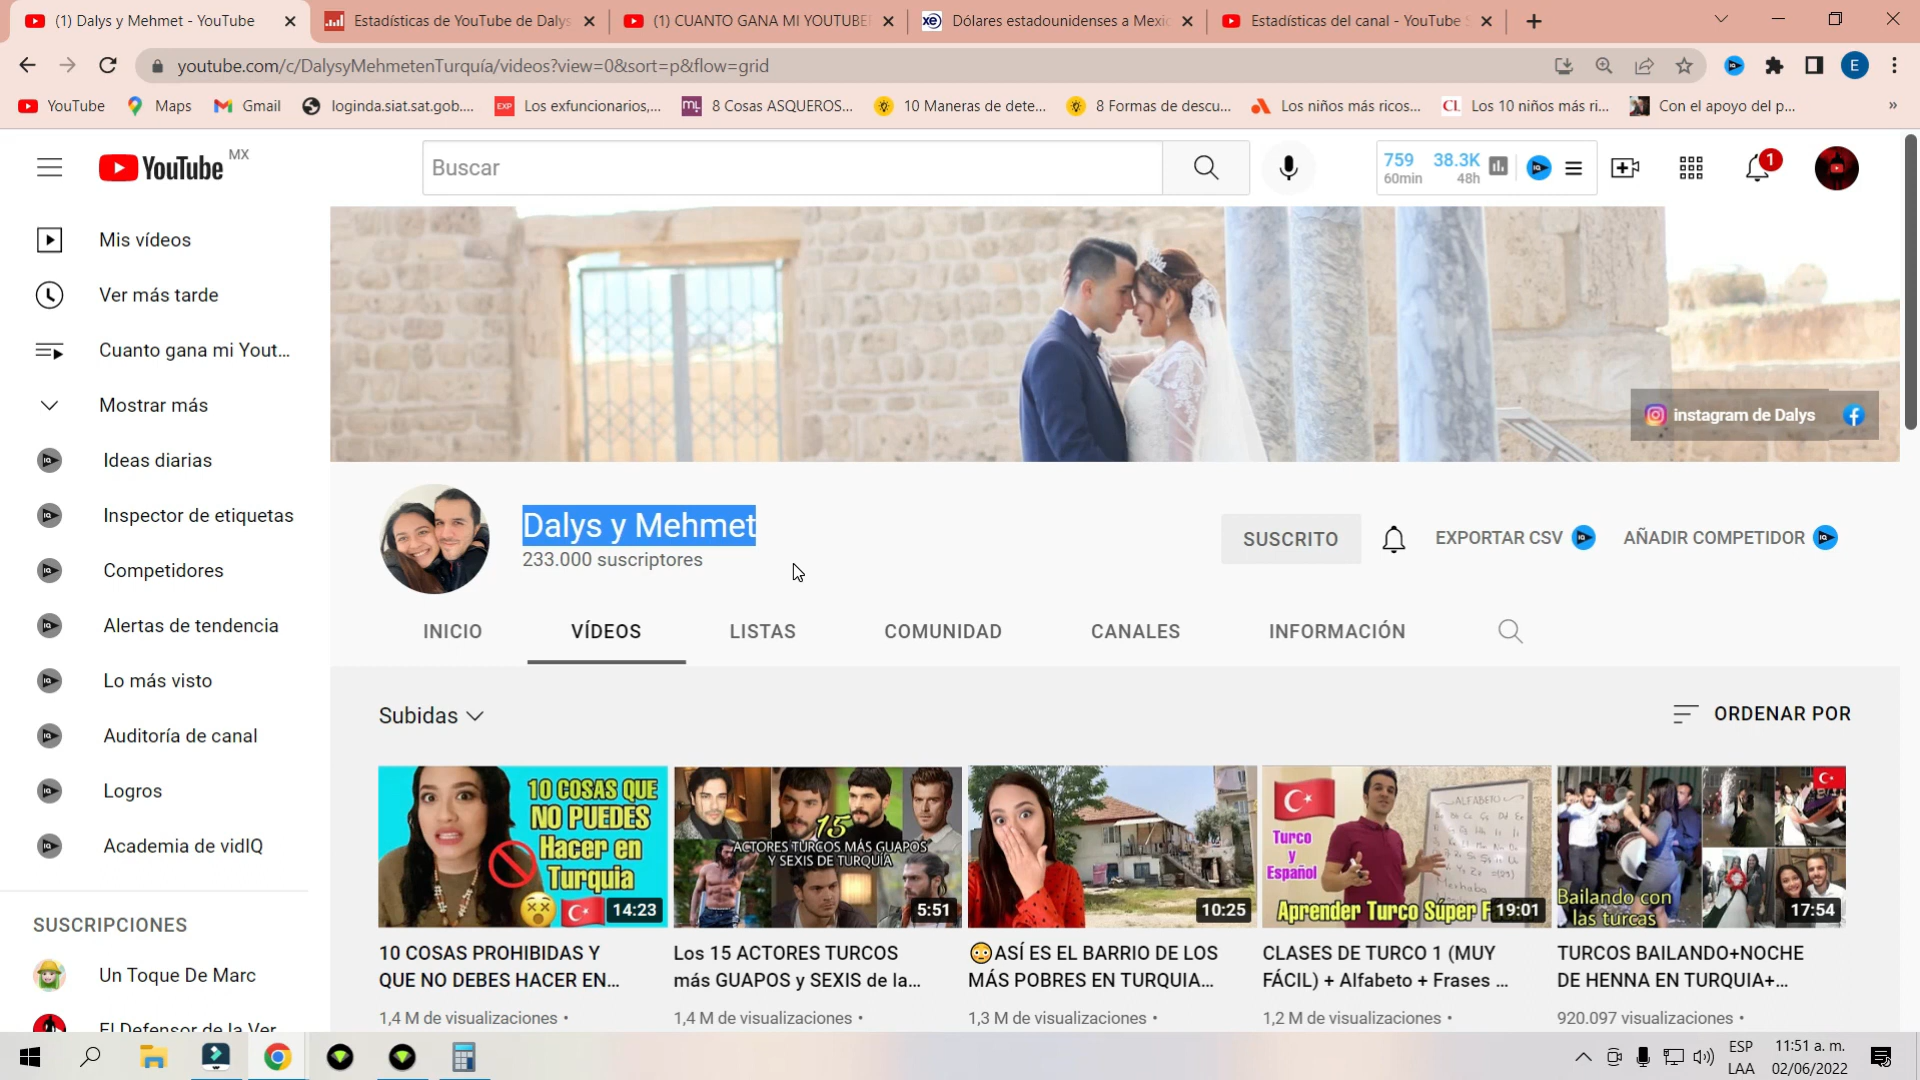 (1) Dalys y Mehmet - YouTube
Estadísticas de YouTube de Dalys
(1) CUANTO GANA MI YOUTUBE
Dólares estadounidenses a Mexic
Estadísticas del canal - YouTube S
youtube.com/c/DalysyMehmetenTurquía/videos?view=0&sort=p&flow=grid
E
YouTube
Maps
Gmail
loginda.siat.sat.gob....
EXP Los exfuncionarios,...
8 Cosas ASQUEROS...
10 Maneras de dete...
8 Formas de descu...
Los niños más ricos...
CL Los 10 niños más ri...
Con el apoyo del p...
»
YouTube MX
Buscar
759 60min
38.3K 48h
1
Mis vídeos
Ver más tarde
Cuanto gana mi Yout...
Mostrar más
Ideas diarias
Inspector de etiquetas
Competidores
Alertas de tendencia
Lo más visto
Auditoría de canal
Logros
Academia de vidIQ
SUSCRIPCIONES
Un Toque De Marc
El Defensor de la Ver
instagram de Dalys
Dalys y Mehmet
233.000 suscriptores
SUSCRITO
EXPORTAR CSV
AÑADIR COMPETIDOR
INICIO
VÍDEOS
LISTAS
COMUNIDAD
CANALES
INFORMACIÓN
Subidas
ORDENAR POR
10 COSAS QUE
NO PUEDES
Hacer en
Turquia
14:23
10 COSAS PROHIBIDAS Y
QUE NO DEBES HACER EN...
1,4 M de visualizaciones •
15
ACTORES TURCOS MÁS GUAPOS
Y SEXIS DE TURQUÍA
5:51
Los 15 ACTORES TURCOS
más GUAPOS y SEXIS de la...
1,4 M de visualizaciones •
10:25
ASÍ ES EL BARRIO DE LOS
MÁS POBRES EN TURQUIA...
1,3 M de visualizaciones •
Turco
y
Español
ALFABETO
Merhaba
Aprender Turco Súper F
19:01
CLASES DE TURCO 1 (MUY
FÁCIL) + Alfabeto + Frases ...
1,2 M de visualizaciones •
Bailando con
las turcas
17:54
TURCOS BAILANDO+NOCHE
DE HENNA EN TURQUIA+...
920.097 visualizaciones •
ESP
LAA
11:51 a. m.
02/06/2022